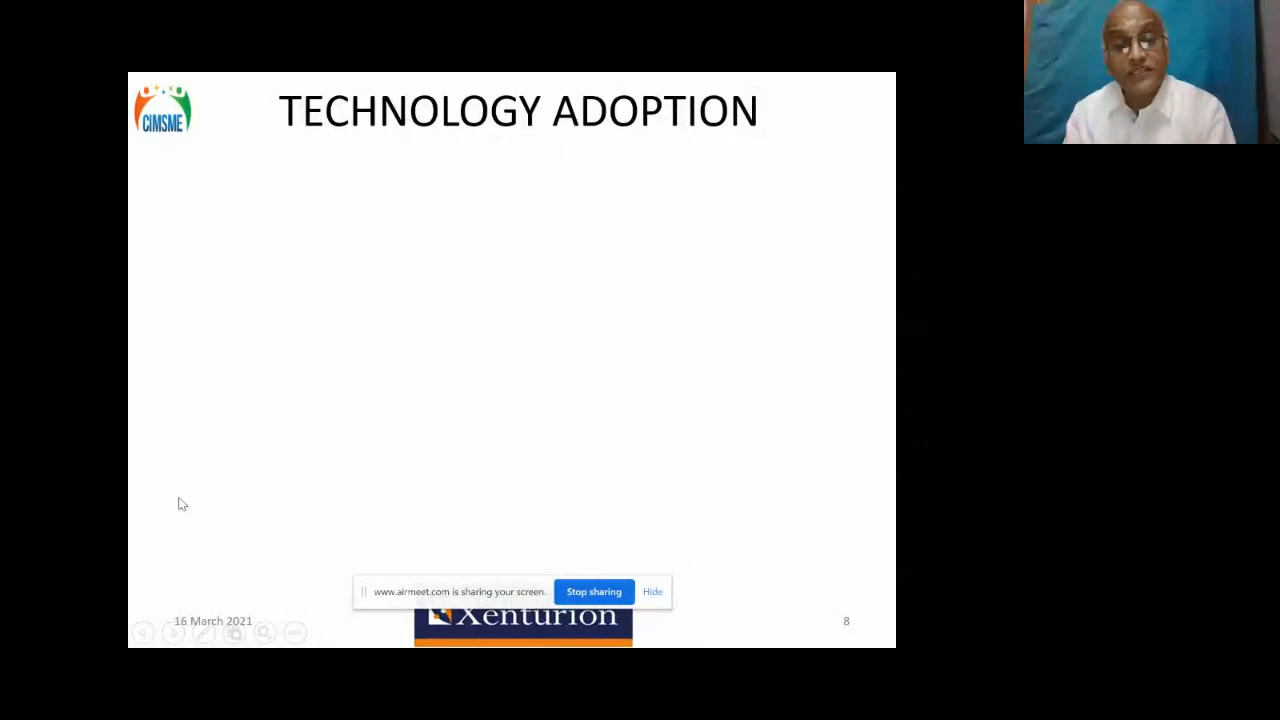 CIMSME
TECHNOLOGY ADOPTION
www.airmeet.com is sharing your screen.
Stop sharing
Hide
Xenturion
16 March 2021
8